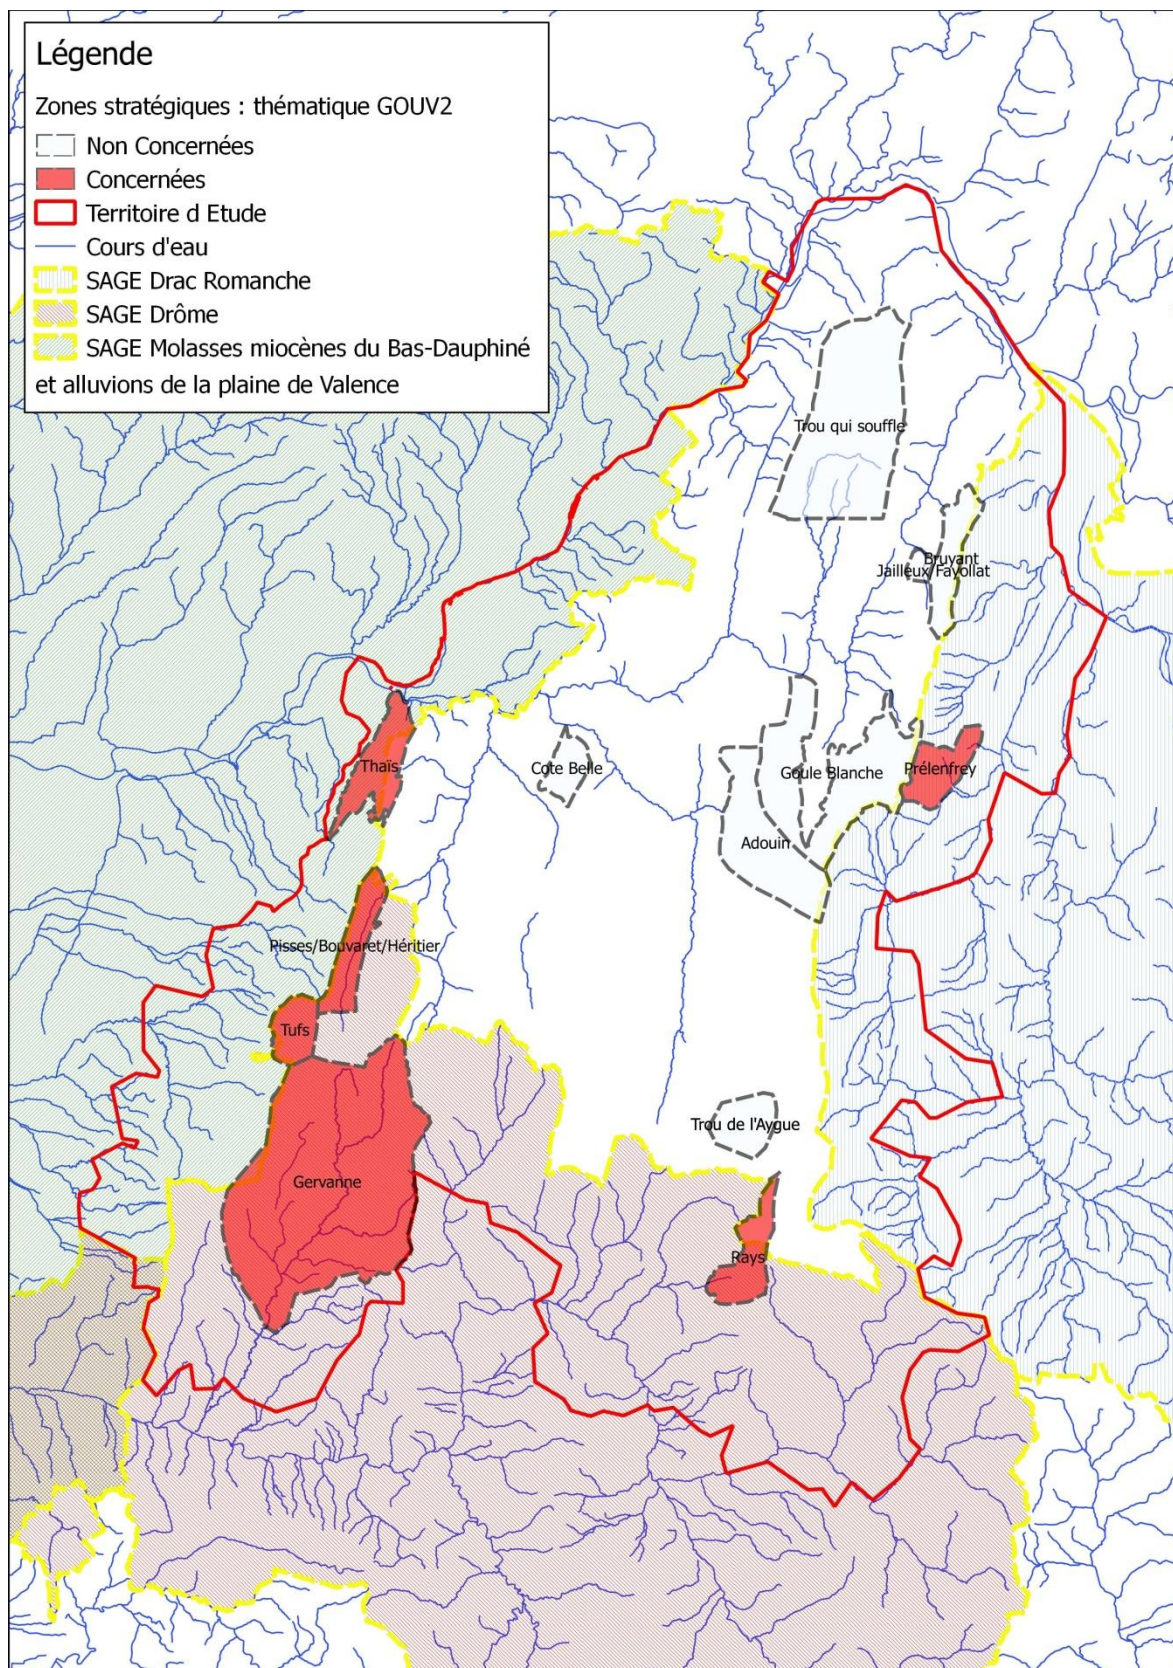 Légende
Zones stratégiques : thématique GOUV2
Non Concernées
Concernées
Territoire d Etude
Cours d'eau
SAGE Drac Romanche
SAGE Drôme
SAGE Molasses miocènes du Bas-Dauphiné
et alluvions de la plaine de Valence
Trou qui souffle
Bruyant
Jailleux/Fayollat
Thaïs
Cote Belle
Goule Blanche
Prélenfrey
Adouin
Pisses/Bouvaret/Héritier
Tufs
Trou de l'Aygue
Gervanne
Rays